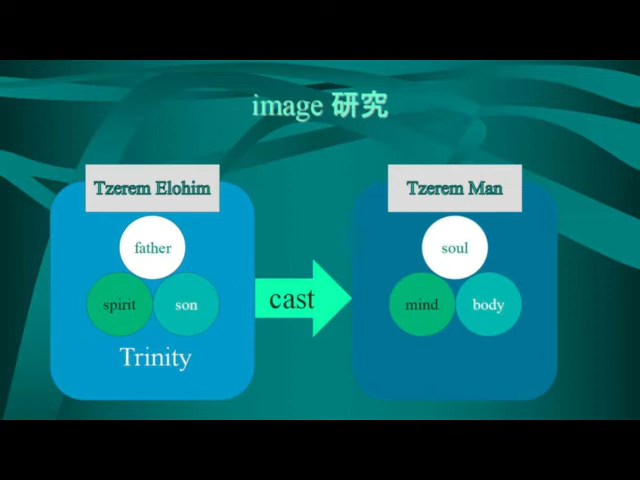 image 研究
Tzerem Elohim
father
spirit
son
Trinity
cast
Tzerem Man
soul
mind
body